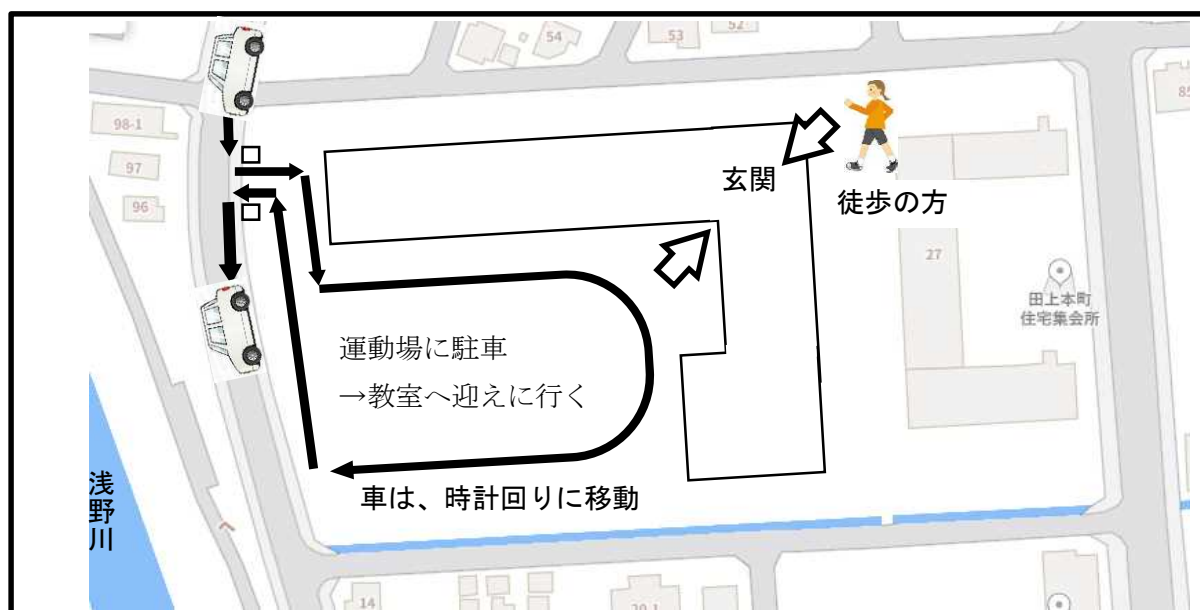 54
53
52
98-1
97
96
85
玄関
徒歩の方
27
田上本町
住宅集会所
運動場に駐車
→教室へ迎えに行く
車は、時計回りに移動
浅野川
14
20-1